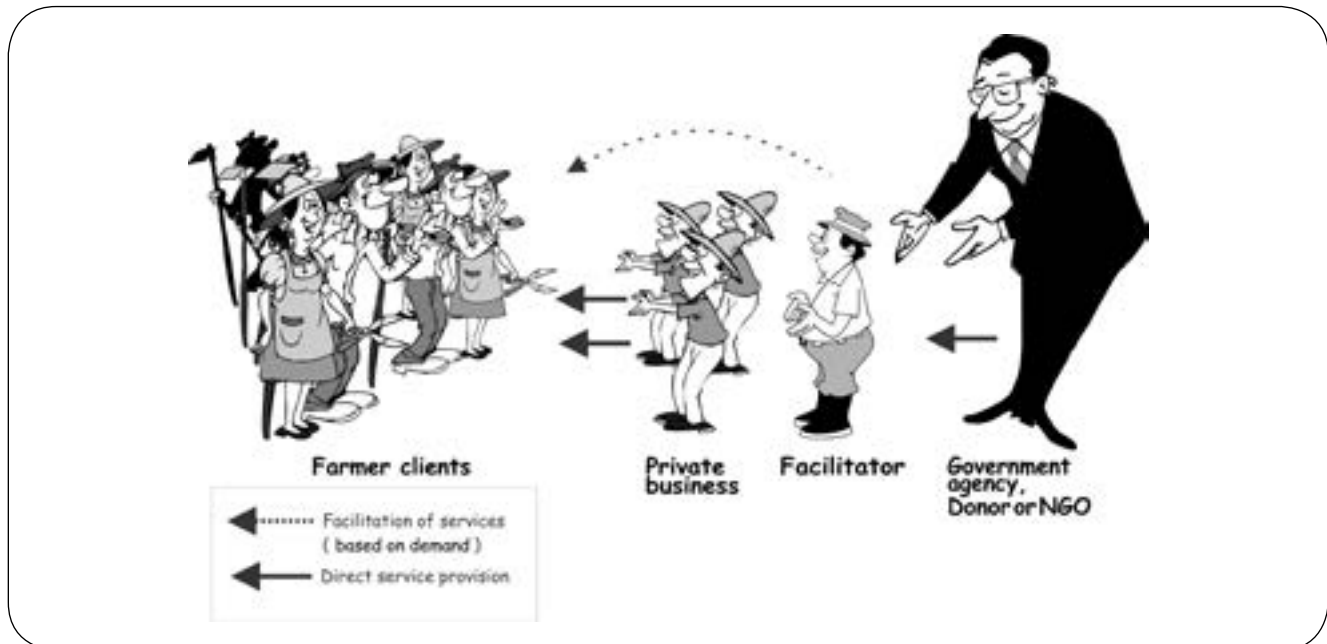 Farmer clients
Private
business
Facilitator
Government
agency,
Donor or NGO
Facilitation of services
( based on demand )
Direct service provision